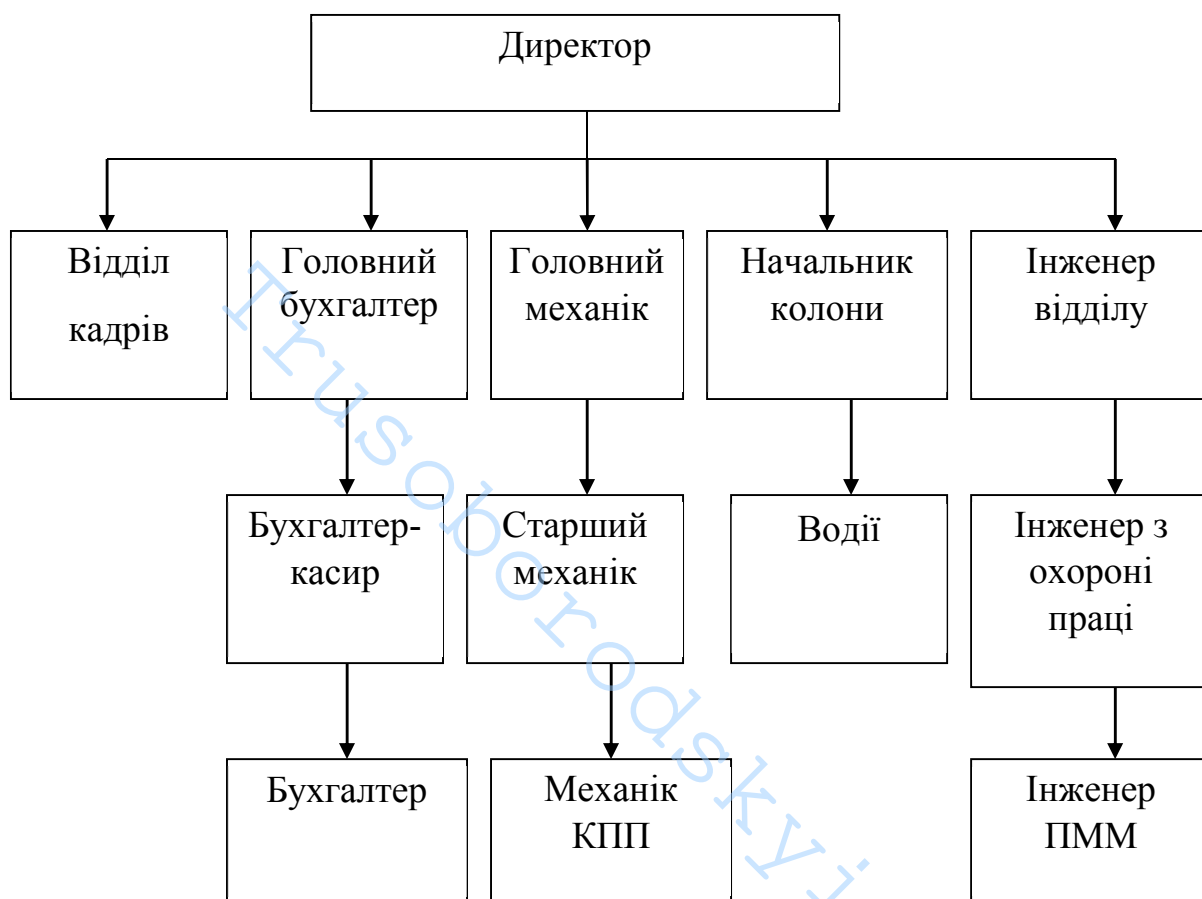 Директор
Відділ
кадрів
Головний
бухгалтер
Головний
механік
Начальник
колони
Інженер
відділу
Бухгалтер-
касир
Старший
механік
Водії
Інженер з
охороні
праці
Бухгалтер
Механік
КПП
Інженер
ПММ
Trusoborodskyi